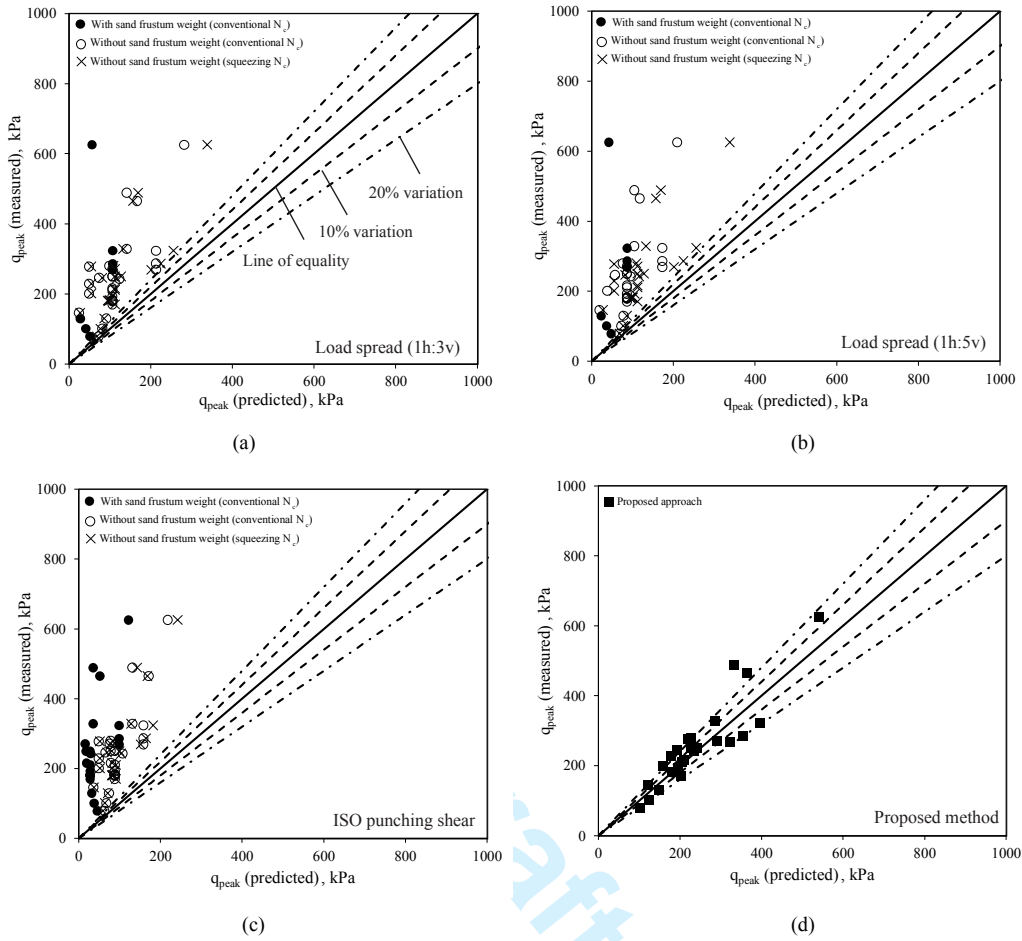 1000
800
600
400
200
0
q_peak (measured), kPa
With sand frustum weight (conventional N_c)
Without sand frustum weight (conventional N_c)
Without sand frustum weight (squeezing N_c)
20% variation
10% variation
Line of equality
Load spread (1h:3v)
0 200 400 600 800 1000
q_peak (predicted) , kPa
(a)
1000
800
600
400
200
0
q_peak (measured), kPa
With sand frustum weight (conventional N_c)
Without sand frustum weight (conventional N_c)
Without sand frustum weight (squeezing N_c)
Load spread (1h:5v)
0 200 400 600 800 1000
q_peak (predicted) , kPa
(b)
1000
800
600
400
200
0
q_peak (measured), kPa
With sand frustum weight (conventional N_c)
Without sand frustum weight (conventional N_c)
Without sand frustum weight (squeezing N_c)
ISO punching shear
0 200 400 600 800 1000
q_peak (predicted) , kPa
(c)
1000
800
600
400
200
0
q_peak (measured), kPa
Proposed approach
Proposed method
0 200 400 600 800 1000
q_peak (predicted) , kPa
(d)